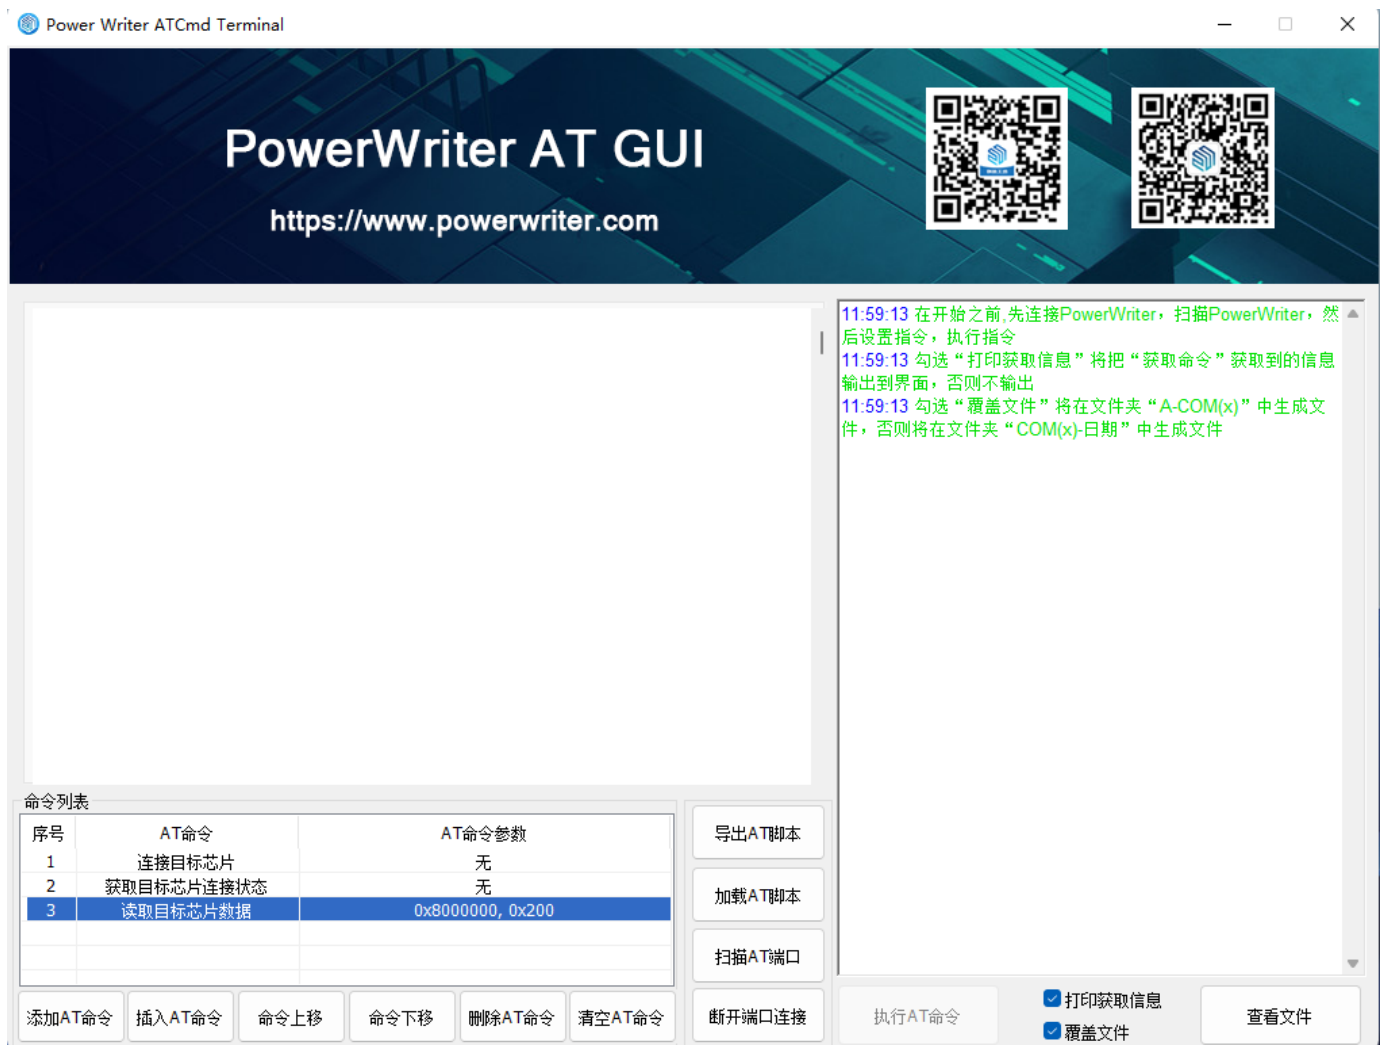 Power Writer ATCmd Terminal
PowerWriter AT GUI
https://www.powerwriter.com
11:59:13 在开始之前,先连接PowerWriter，扫描PowerWriter，然
后设置指令，执行指令
11:59:13 勾选“打印获取信息”将把“获取命令”获取到的信息
输出到界面，否则不输出
11:59:13 勾选“覆盖文件”将在文件夹“A-COM(x)”中生成文
件，否则将在文件夹“COM(x)-日期”中生成文件
命令列表
序号 AT命令 AT命令参数
1 连接目标芯片 无
2 获取目标芯片连接状态 无
3 读取目标芯片数据 0x8000000, 0x200
导出AT脚本
加载AT脚本
扫描AT端口
断开端口连接
添加AT命令 插入AT命令 命令上移 命令下移 删除AT命令 清空AT命令
执行AT命令
打印获取信息
覆盖文件
查看文件